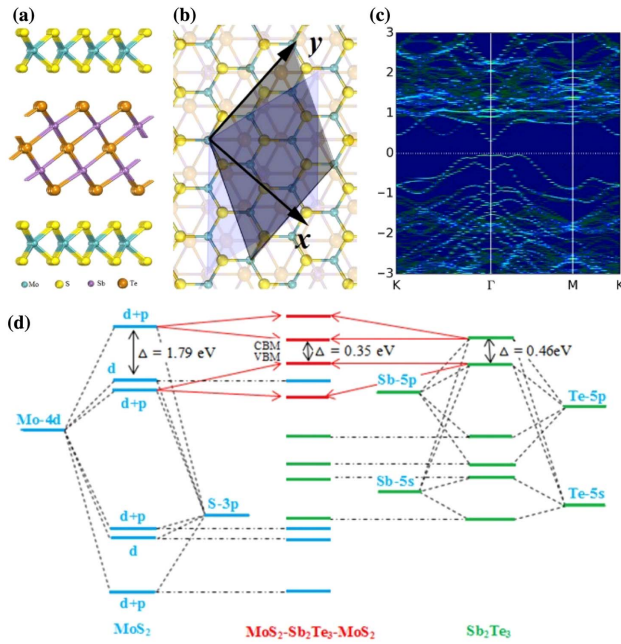 (a)
Mo
S
Sb
Te
(b)
y
x
(c)
3
2
1
0
−1
−2
−3
K
Γ
M
K
(d)
d+p
Δ = 1.79 eV
d
d+p
Mo-4d
S-3p
d+p
d
d+p
MoS₂
CBM
VBM
Δ = 0.35 eV
MoS₂-Sb₂Te₃-MoS₂
Δ = 0.46eV
Sb-5p
Te-5p
Sb-5s
Te-5s
Sb₂Te₃